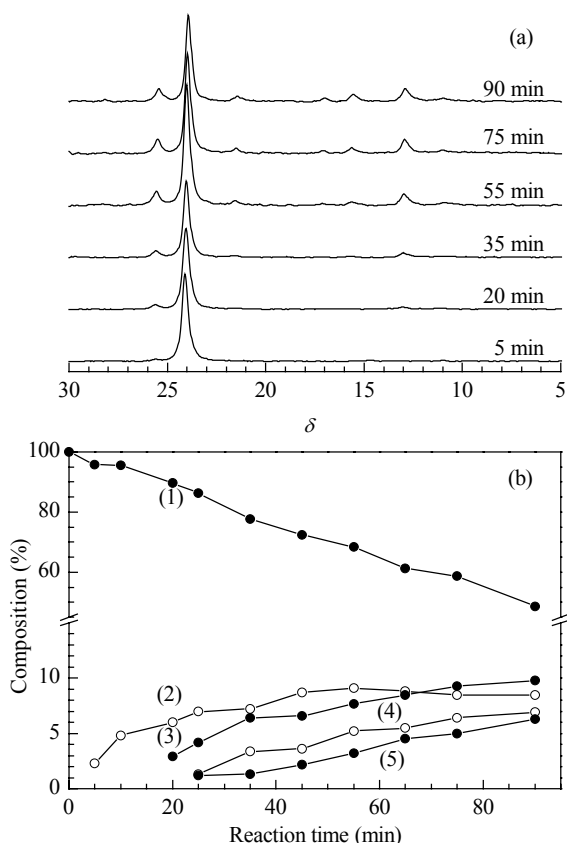 (a)
90 min
75 min
55 min
35 min
20 min
5 min
30 25 20 15 10 5
δ
100
(b)
(1)
80
60
Composition (%)
10
(2)
(3)
(4)
5
(5)
0
0 20 40 60 80
Reaction time (min)